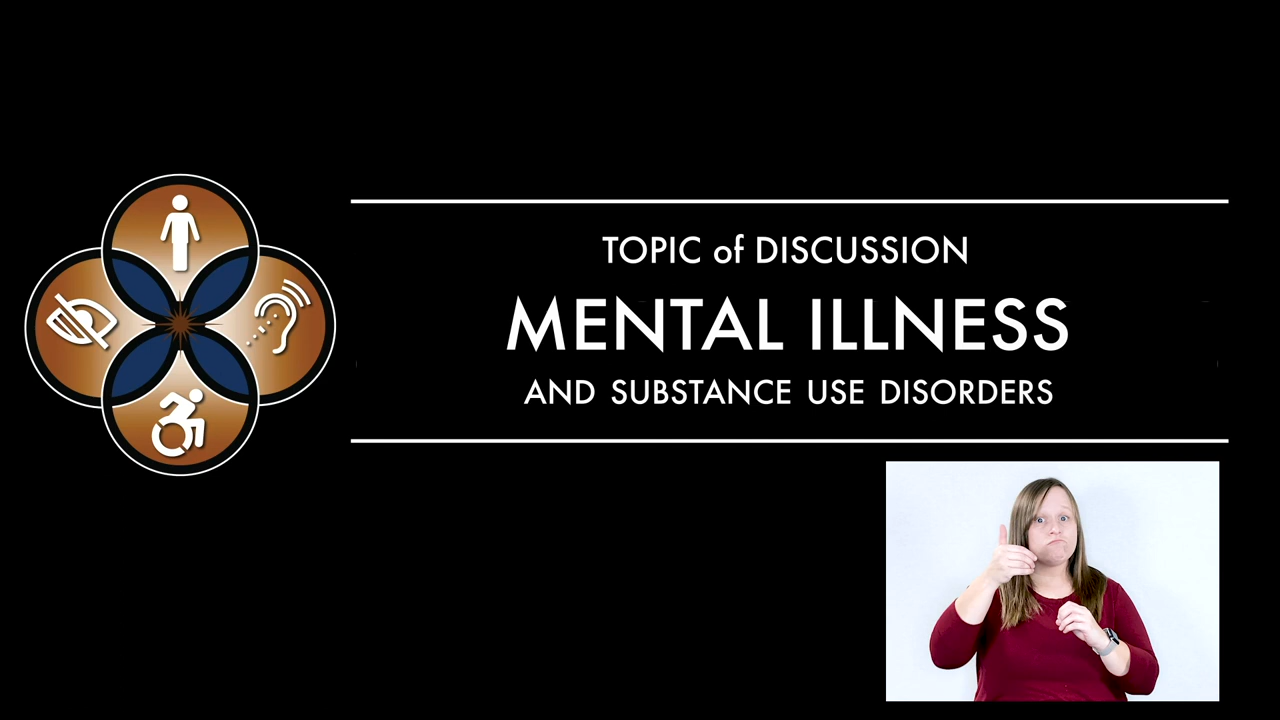 TOPIC of DISCUSSION
MENTAL ILLNESS
AND SUBSTANCE USE DISORDERS